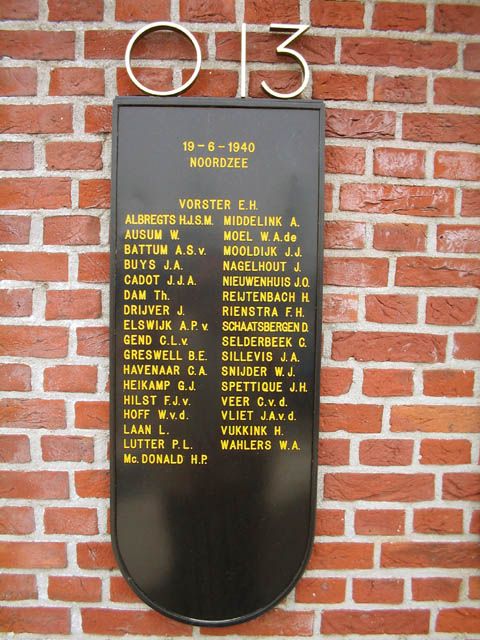 O 13
19-6-1940
NOORDZEE
VORSTER E.H.
ALBREGTS H.J.S.M.
AUSUM W.
BATTUM A.S.v.
BUYS J.A.
CADOT J.J.A.
DAM Th.
DRIJVER J.
ELSWIJK A.P.v.
GEND C.L.v.
GRESWELL B.E.
HAVENAAR C.A.
HEIKAMP G.J.
HILST F.J.v.
HOFF W.v.d.
LAAN L.
LUTTER P.L.
Mc. DONALD H.P.
MIDDELINK A.
MOEL W.A.de
MOOLDIJK J.J.
NAGELHOUT J.
NIEUWENHUIS J.O.
REIJTENBACH H.
RIENSTRA F.H.
SCHAATSBERGEN D.
SELDERBEEK C.
SILLEVIS J.A.
SNIJDER W.J.
SPETTIQUE J.H.
VEER C.v.d.
VLIET J.A.v.d.
VUKKINK H.
WAHLERS W.A.